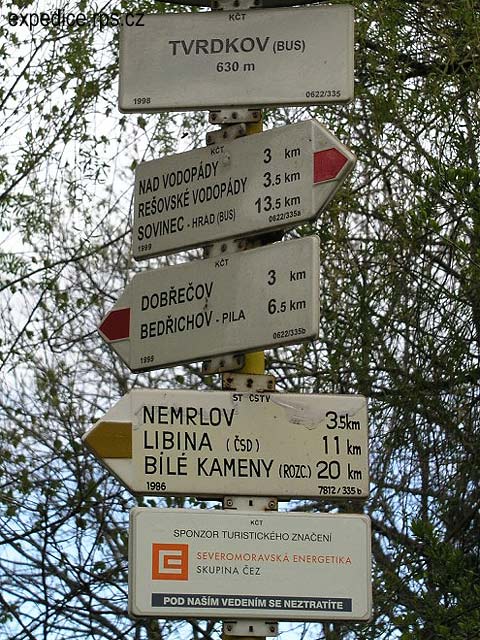 expedice.rps.cz
KČT
TVRDKOV (BUS)
630 m
1998 0622/335
KČT
NAD VODOPÁDY 3 km
REŠOVSKÉ VODOPÁDY 3.5 km
SOVINEC - HRAD (BUS) 13.5 km
1999 0622/335a
KČT
DOBŘEČOV 3 km
BEDŘICHOV - PILA 6.5 km
1998 0622/335b
ST ČSTV
NEMRLOV 3.5km
LIBINA (ČSD) 11 km
BÍLÉ KAMENY (ROZC.) 20 km
1986 7812/335b
KČT
SPONZOR TURISTICKÉHO ZNAČENÍ
SEVEROMORAVSKÁ ENERGETIKA
SKUPINA ČEZ
POD NAŠÍM VEDENÍM SE NEZTRATÍTE